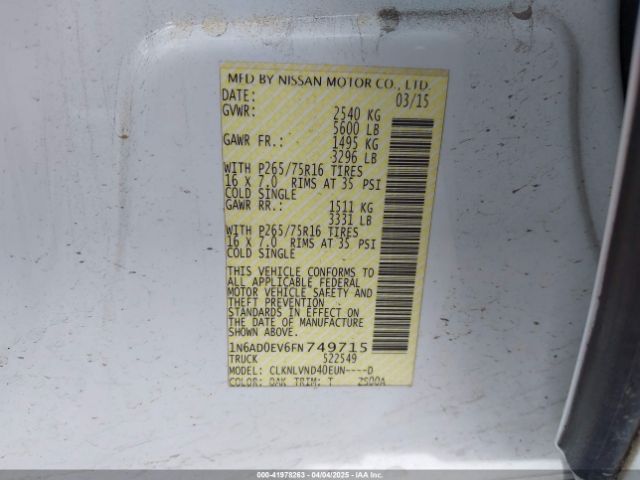 MFD BY NISSAN MOTOR CO., LTD.
DATE: 03/15
GVWR: 2540 KG
5600 LB
GAWR FR.: 1495 KG
3296 LB
WITH P265/75R16 TIRES
16 X 7.0 RIMS AT 35 PSI
COLD SINGLE
GAWR RR.: 1511 KG
3331 LB
WITH P265/75R16 TIRES
16 X 7.0 RIMS AT 35 PSI
COLD SINGLE
THIS VEHICLE CONFORMS TO
ALL APPLICABLE FEDERAL
MOTOR VEHICLE SAFETY AND
THEFT PREVENTION
STANDARDS IN EFFECT ON
THE DATE OF MANUFACTURE
SHOWN ABOVE.
1N6AD0EV6FN749715
TRUCK 522549
MODEL: CLKNLVND40EUN----D
COLOR: QAK TRIM: T 2S00A
000-41978263 - 04/04/2025 - IAA Inc.